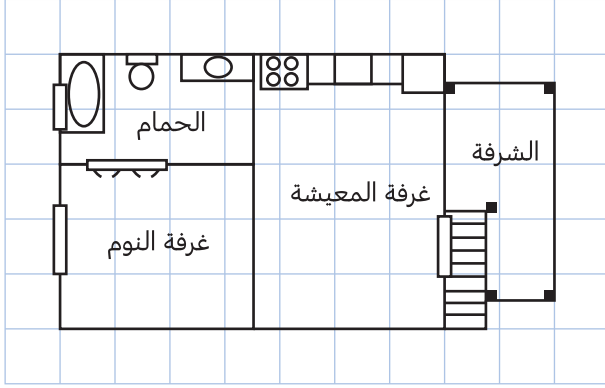 الحمام
الشرفة
غرفة المعيشة
غرفة النوم